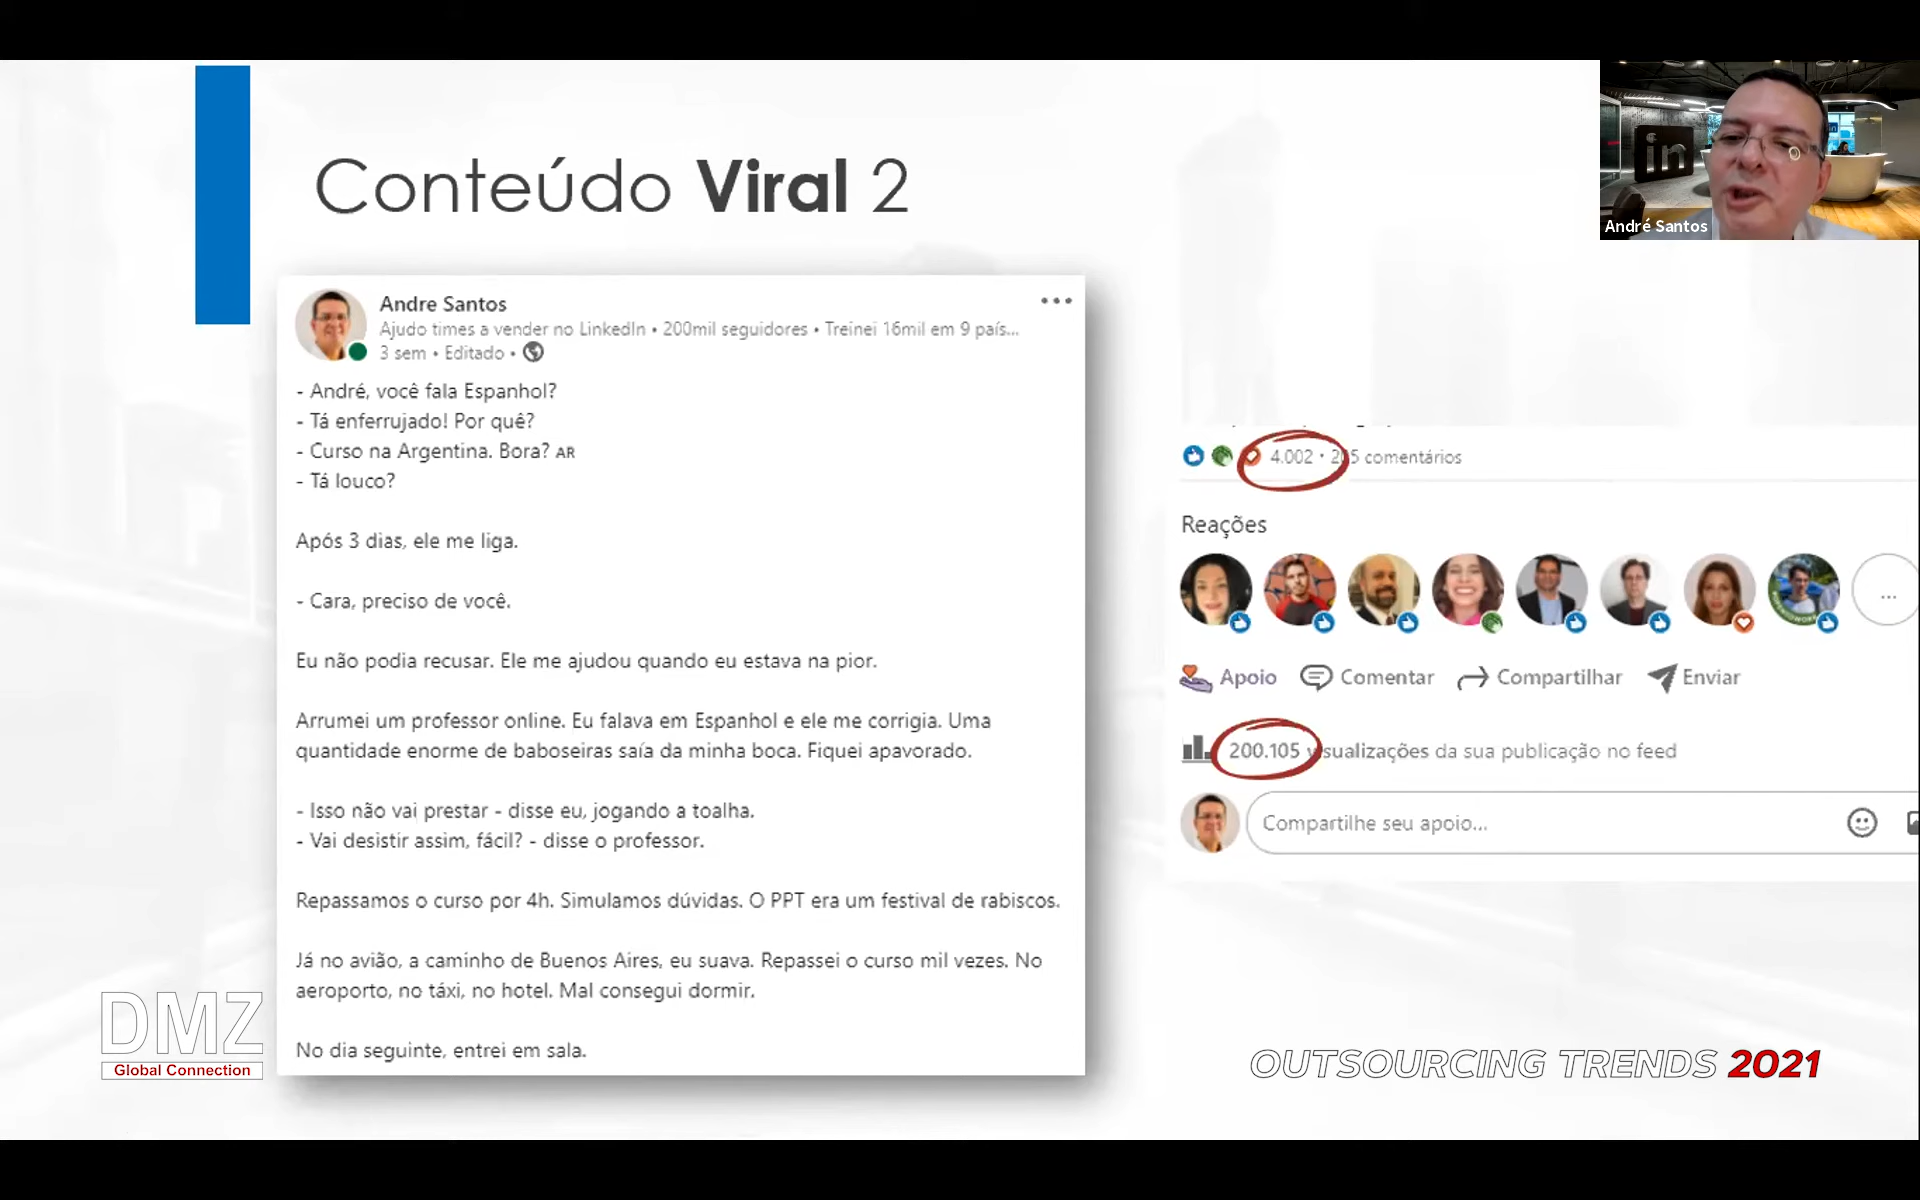 Conteúdo Viral 2
in
André Santos
Andre Santos
Ajudo times a vender no LinkedIn • 200mil seguidores • Treinei 16mil em 9 país...
3 sem • Editado •
- André, você fala Espanhol?
- Tá enferrujado! Por quê?
- Curso na Argentina. Bora? AR
- Tá louco?
Após 3 dias, ele me liga.
- Cara, preciso de você.
Eu não podia recusar. Ele me ajudou quando eu estava na pior.
Arrumei um professor online. Eu falava em Espanhol e ele me corrigia. Uma
quantidade enorme de baboseiras saía da minha boca. Fiquei apavorado.
- Isso não vai prestar - disse eu, jogando a toalha.
- Vai desistir assim, fácil? - disse o professor.
Repassamos o curso por 4h. Simulamos dúvidas. O PPT era um festival de rabiscos.
Já no avião, a caminho de Buenos Aires, eu suava. Repassei o curso mil vezes. No
aeroporto, no táxi, no hotel. Mal consegui dormir.
No dia seguinte, entrei em sala.
4.002 • comentários
Reações
...
Apoio Comentar Compartilhar Enviar
200.105 visualizações da sua publicação no feed
Compartilhe seu apoio...
DMZ
Global Connection
OUTSOURCING TRENDS 2021